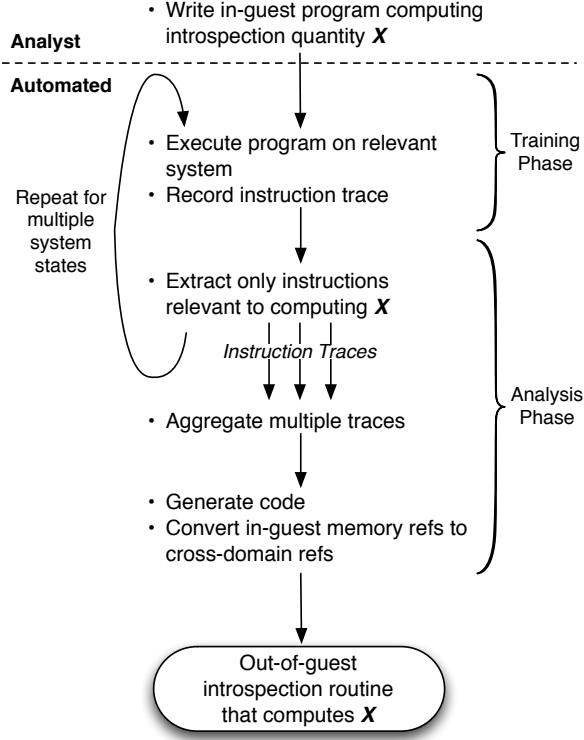 • Write in-guest program computing
introspection quantity X
Analyst
Automated
• Execute program on relevant
system
• Record instruction trace
Training
Phase
Repeat for
multiple
system
states
• Extract only instructions
relevant to computing X
Instruction Traces
• Aggregate multiple traces
Analysis
Phase
• Generate code
• Convert in-guest memory refs to
cross-domain refs
Out-of-guest
introspection routine
that computes X